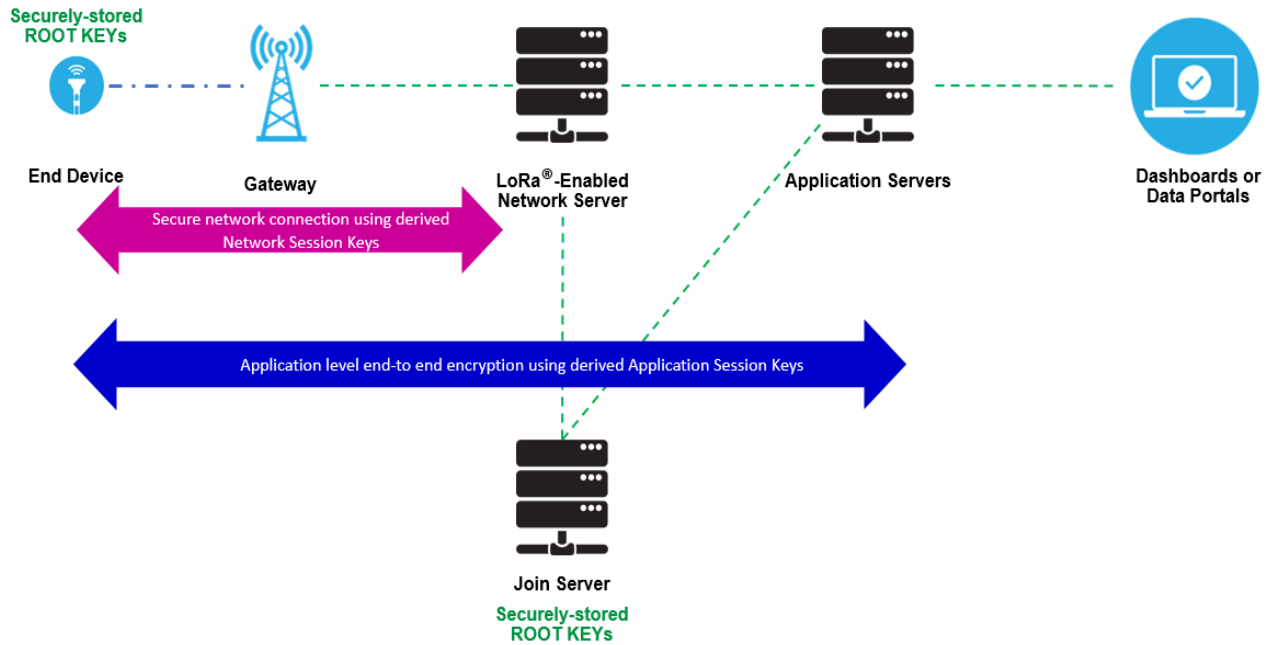 Securely-stored
ROOT KEYs
End Device
Gateway
LoRa®-Enabled
Network Server
Application Servers
Dashboards or
Data Portals
Secure network connection using derived
Network Session Keys
Application level end-to end encryption using derived Application Session Keys
Join Server
Securely-stored
ROOT KEYs